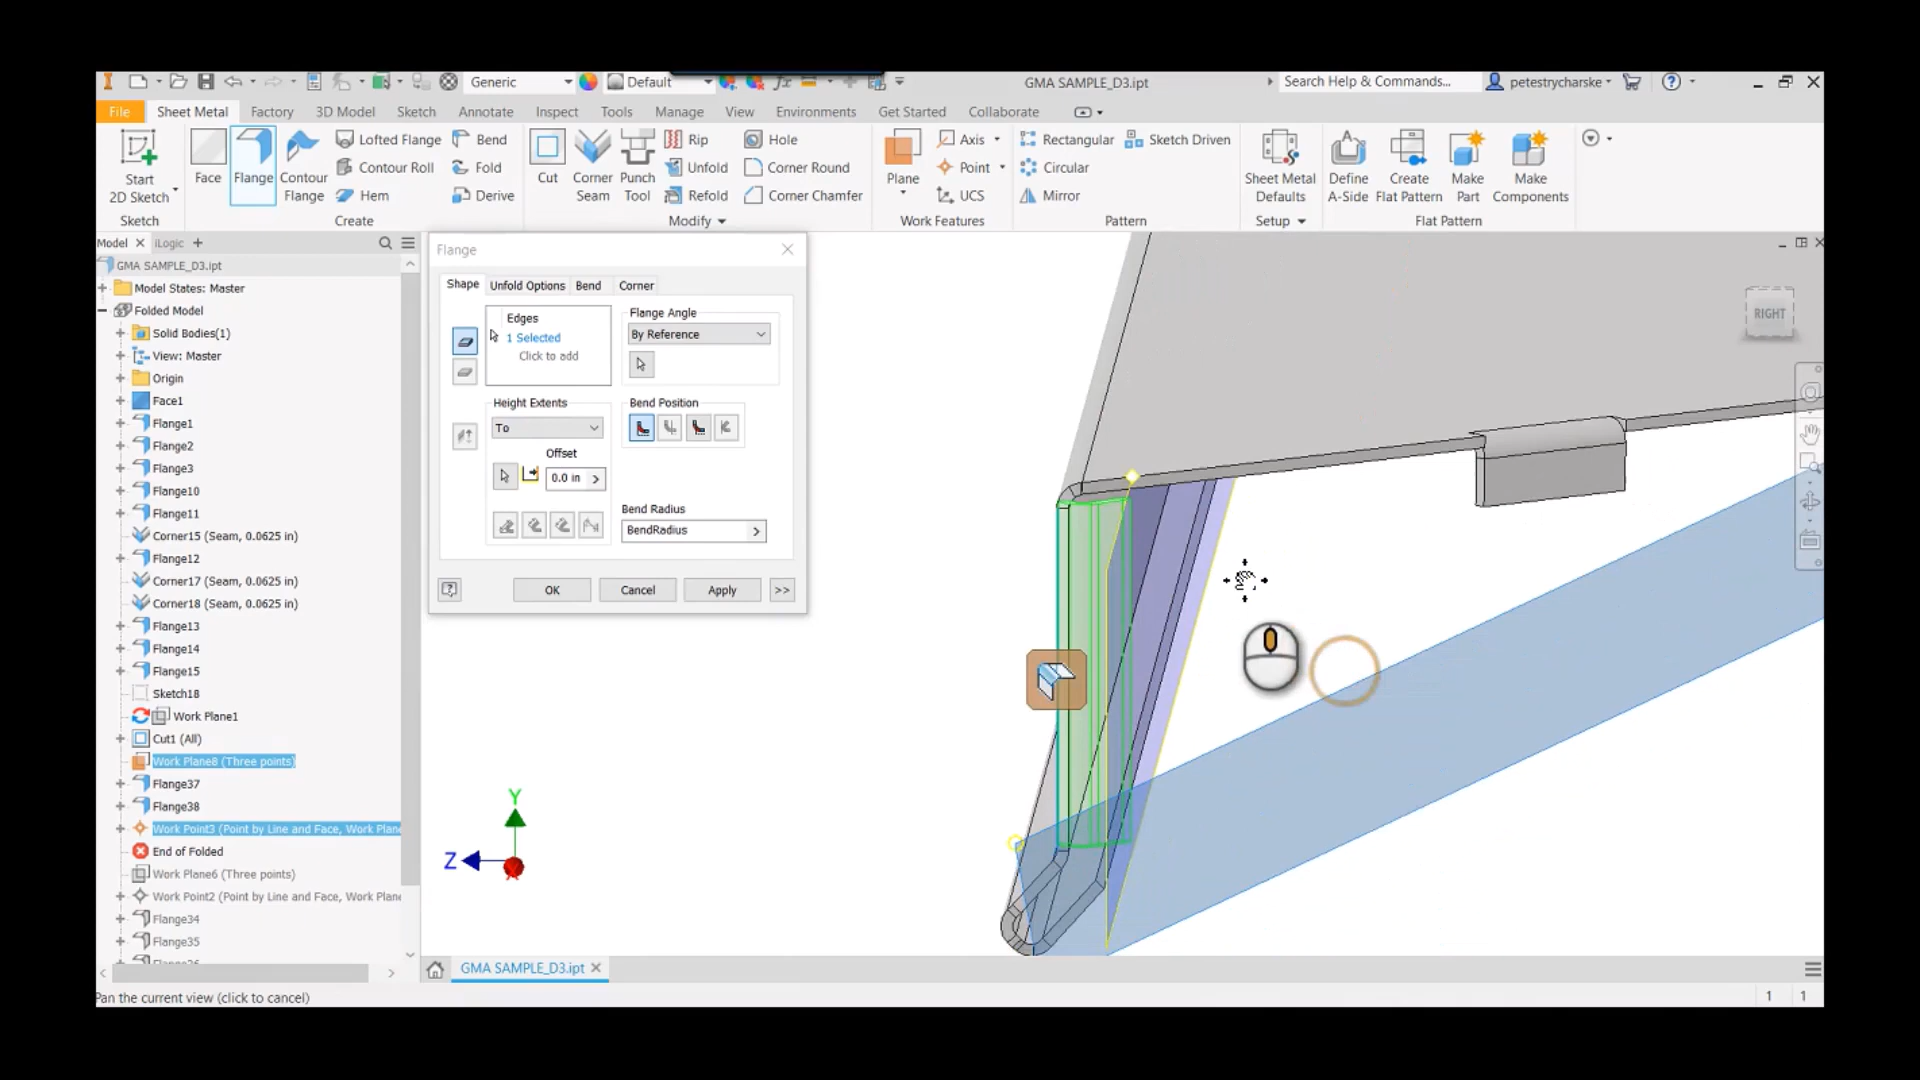 Generic
Default
GMA SAMPLE_D3.ipt
Search Help & Commands...
petestrycharske
File
Sheet Metal
Factory
3D Model
Sketch
Annotate
Inspect
Tools
Manage
View
Environments
Get Started
Collaborate
Start
2D Sketch
Face
Flange
Contour
Flange
Lofted Flange
Contour Roll
Hem
Bend
Fold
Derive
Cut
Corner
Seam
Punch
Tool
Rip
Unfold
Refold
Hole
Corner Round
Corner Chamfer
Plane
Axis
Point
UCS
Rectangular
Circular
Mirror
Sketch Driven
Sheet Metal
Defaults
Define
A-Side
Create
Flat Pattern
Make
Part
Make
Components
Sketch
Create
Modify
Work Features
Pattern
Setup
Flat Pattern
Model
iLogic
GMA SAMPLE_D3.ipt
Model States: Master
Folded Model
Solid Bodies(1)
View: Master
Origin
Face1
Flange1
Flange2
Flange3
Flange10
Flange11
Corner15 (Seam, 0.0625 in)
Flange12
Corner17 (Seam, 0.0625 in)
Corner18 (Seam, 0.0625 in)
Flange13
Flange14
Flange15
Sketch18
Work Plane1
Cut1 (All)
Work Plane8 (Three points)
Flange37
Flange38
Work Point3 (Point by Line and Face, Work Plane
End of Folded
Work Plane6 (Three points)
Work Point2 (Point by Line and Face, Work Plane
Flange34
Flange35
Flange
Shape
Unfold Options
Bend
Corner
Edges
1 Selected
Click to add
Flange Angle
By Reference
Height Extents
To
Offset
0.0 in
Bend Position
Bend Radius
BendRadius
OK
Cancel
Apply
>>
RIGHT
Y
Z
GMA SAMPLE_D3.ipt
Pan the current view (click to cancel)
1
1